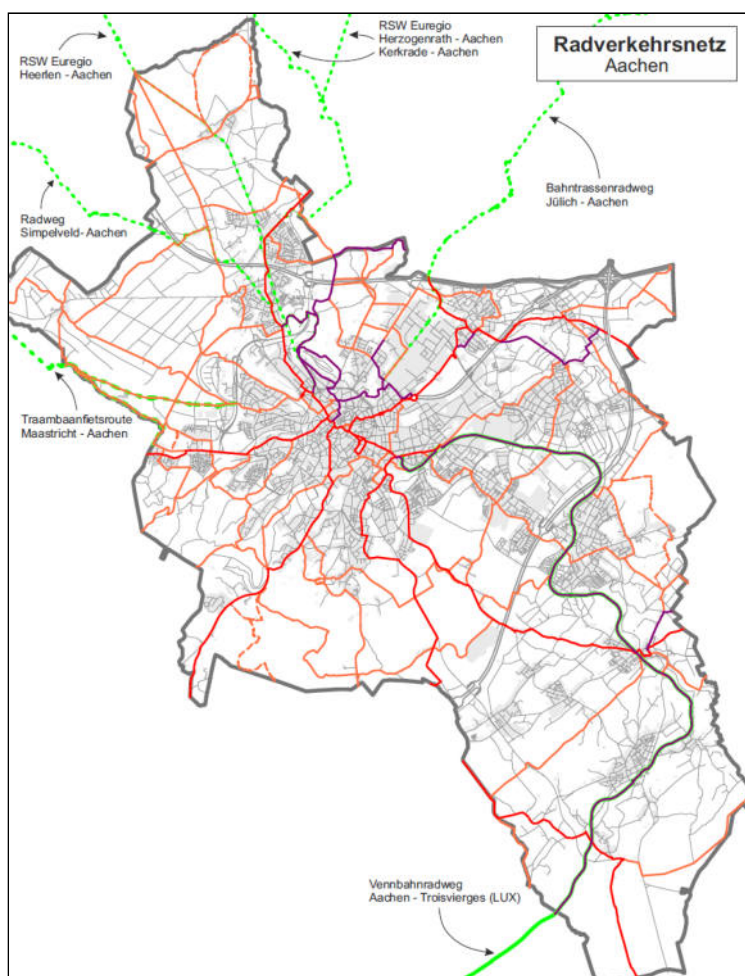 RSW Euregio
Herzogenrath - Aachen
Kerkrade - Aachen
Radverkehrsnetz
Aachen
RSW Euregio
Heerlen - Aachen
Bahntrassenradweg
Jülich - Aachen
Radweg
Simpelveld- Aachen
Traambaanfietsroute
Maastricht - Aachen
Vennbahnradweg
Aachen - Troisvierges (LUX)